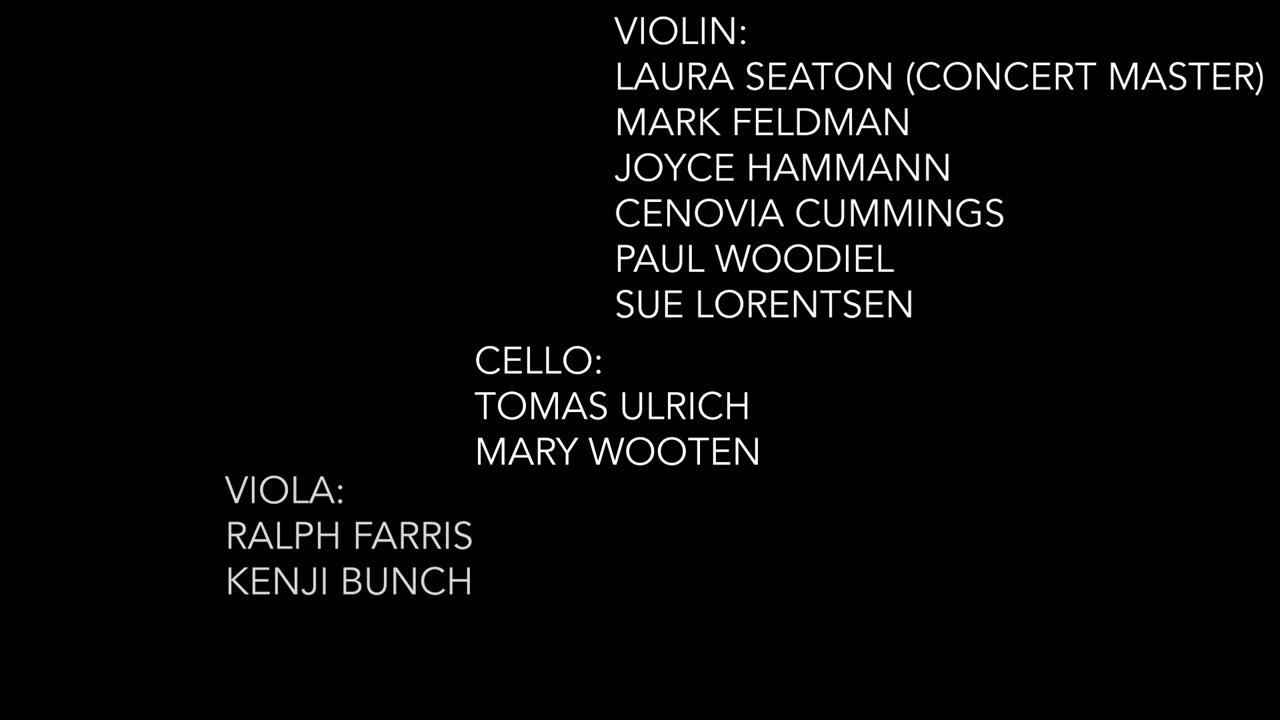 VIOLIN:
LAURA SEATON (CONCERT MASTER)
MARK FELDMAN
JOYCE HAMMANN
CENOVIA CUMMINGS
PAUL WOODIEL
SUE LORENTSEN
CELLO:
TOMAS ULRICH
MARY WOOTEN
VIOLA:
RALPH FARRIS
KENJI BUNCH